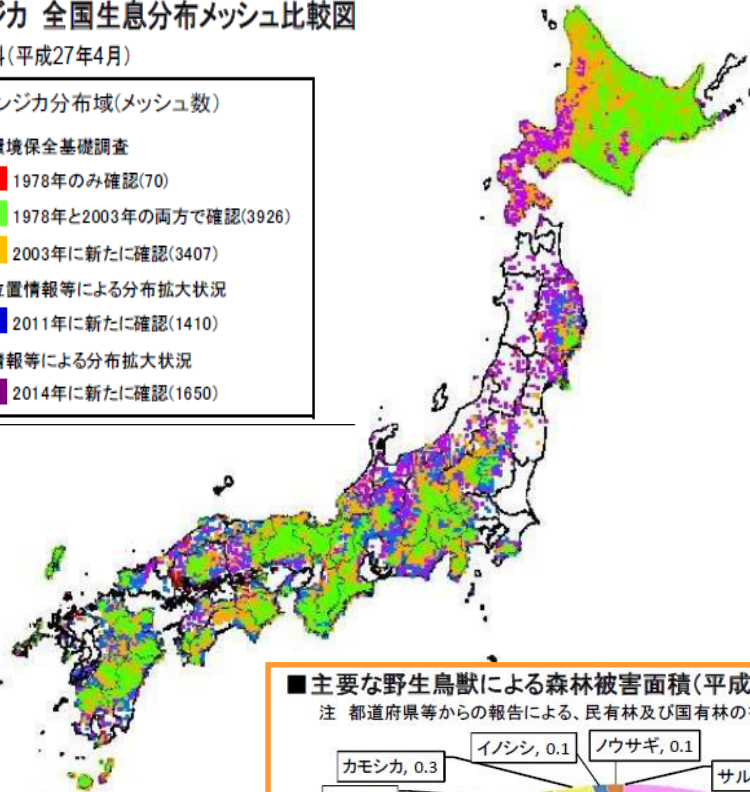 ジカ 全国生息分布メッシュ比較図
(平成27年4月)
ンジカ分布域(メッシュ数)
環境保全基礎調査
1978年のみ確認(70)
1978年と2003年の両方で確認(3926)
2003年に新たに確認(3407)
位置情報等による分布拡大状況
2011年に新たに確認(1410)
情報等による分布拡大状況
2014年に新たに確認(1650)
■主要な野生鳥獣による森林被害面積(平成
注 都道府県等からの報告による、民有林及び国有林の
イノシシ, 0.1
ノウサギ, 0.1
カモシカ, 0.3
サル